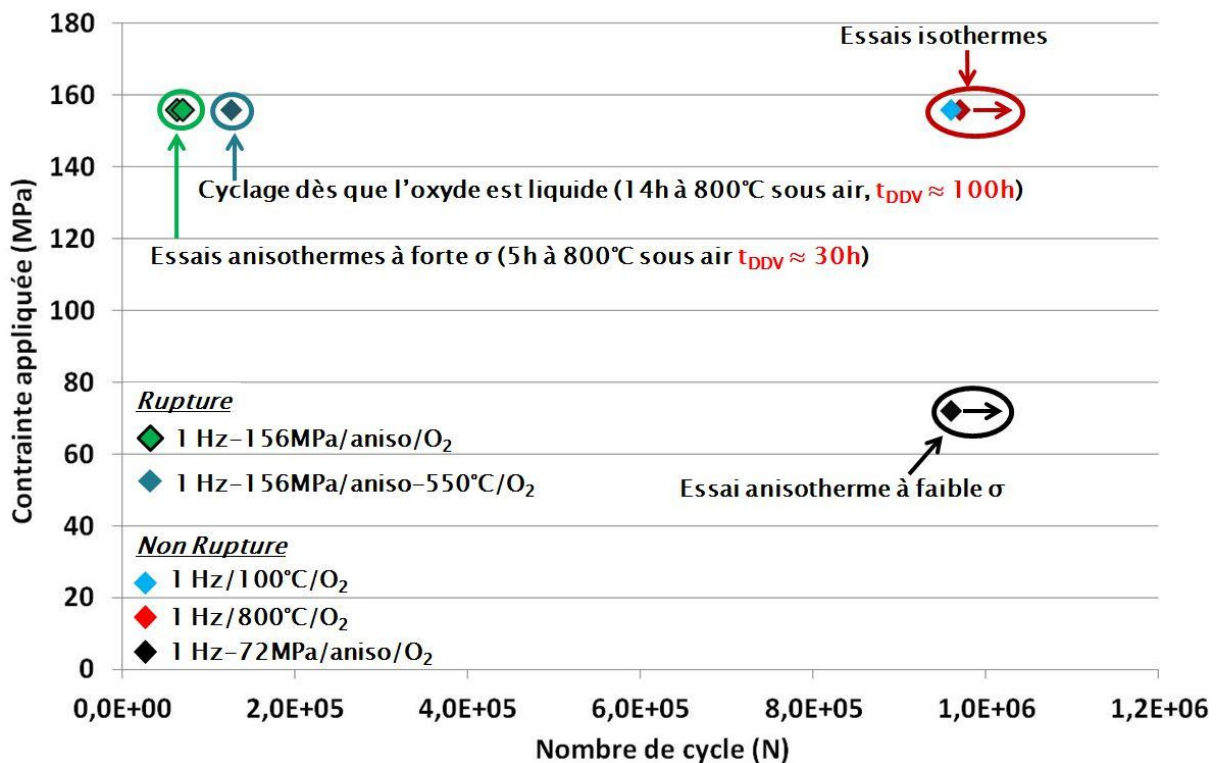 180
160
140
120
100
80
60
40
20
0
Contrainte appliquée (MPa)
Essais isothermes
Cyclage dès que l'oxyde est liquide (14h à 800°C sous air, t_DDV ≈ 100h)
Essais anisothermes à forte σ (5h à 800°C sous air t_DDV ≈ 30h)
Rupture
1 Hz-156MPa/aniso/O₂
1 Hz-156MPa/aniso-550°C/O₂
Essai anisotherme à faible σ
Non Rupture
1 Hz/100°C/O₂
1 Hz/800°C/O₂
1 Hz-72MPa/aniso/O₂
0,0E+00 2,0E+05 4,0E+05 6,0E+05 8,0E+05 1,0E+06 1,2E+06
Nombre de cycle (N)